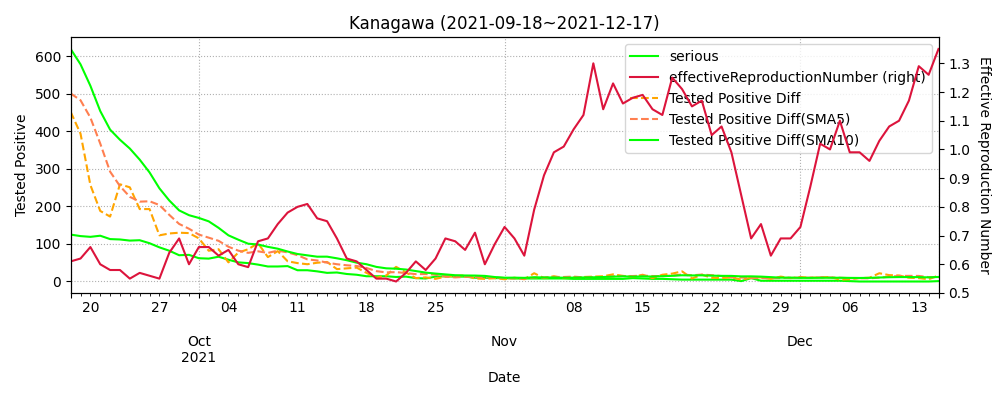 Kanagawa (2021-09-18~2021-12-17)
600
500
400
300
200
100
0
Tested Positive
serious
effectiveReproductionNumber (right)
Tested Positive Diff
Tested Positive Diff(SMA5)
Tested Positive Diff(SMA10)
1.3
1.2
1.1
1.0
0.9
0.8
0.7
0.6
0.5
Effective Reproduction Number
20 27 04 11 18 25 08 15 22 29 06 13
Oct Nov Dec
2021
Date